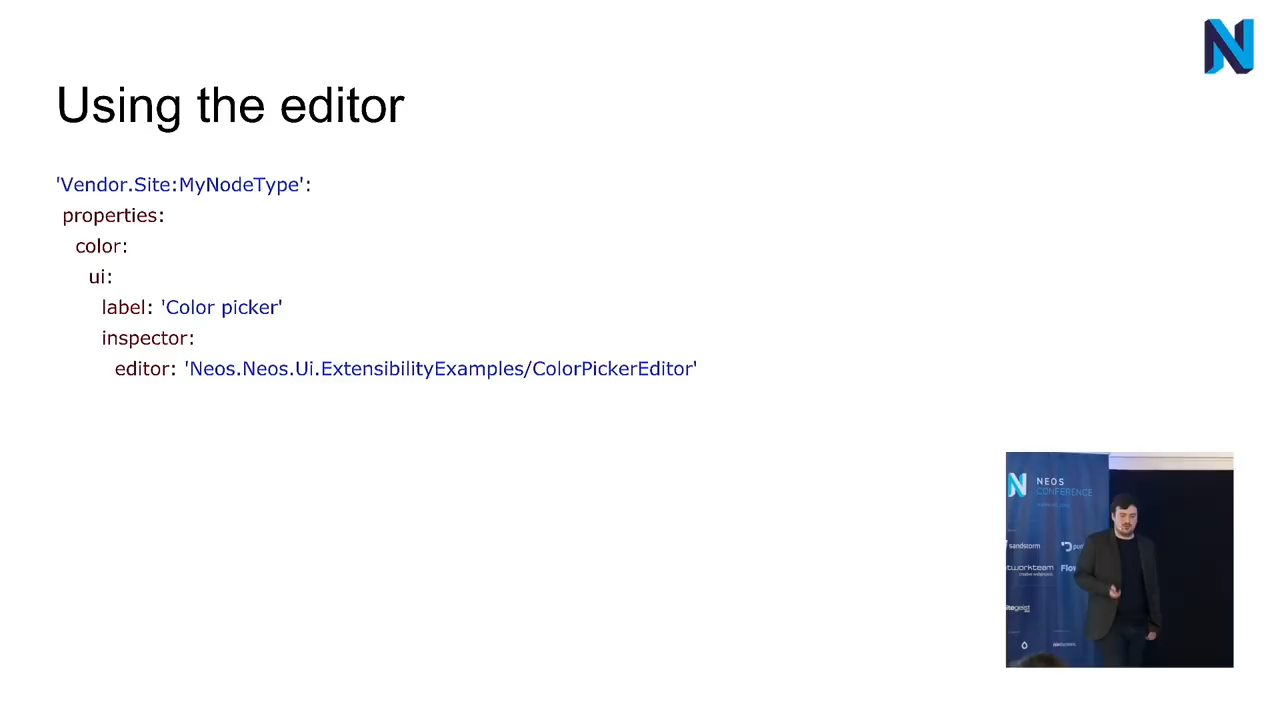 Using the editor
'Vendor.Site:MyNodeType':
properties:
color:
ui:
label: 'Color picker'
inspector:
editor: 'Neos.Neos.Ui.ExtensibilityExamples/ColorPickerEditor'
NEOS
CONFERENCE
sandstorm
tworkteam
Flow